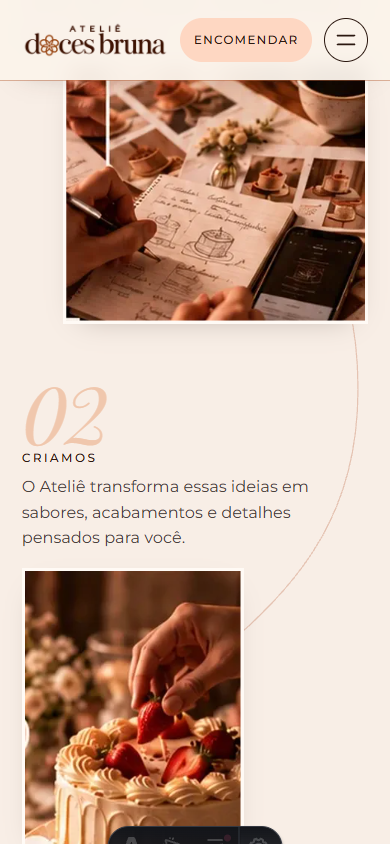 ATELIÊ
doces bruna
ENCOMENDAR
02
CRIAMOS
O Ateliê transforma essas ideias em
sabores, acabamentos e detalhes
pensados para você.